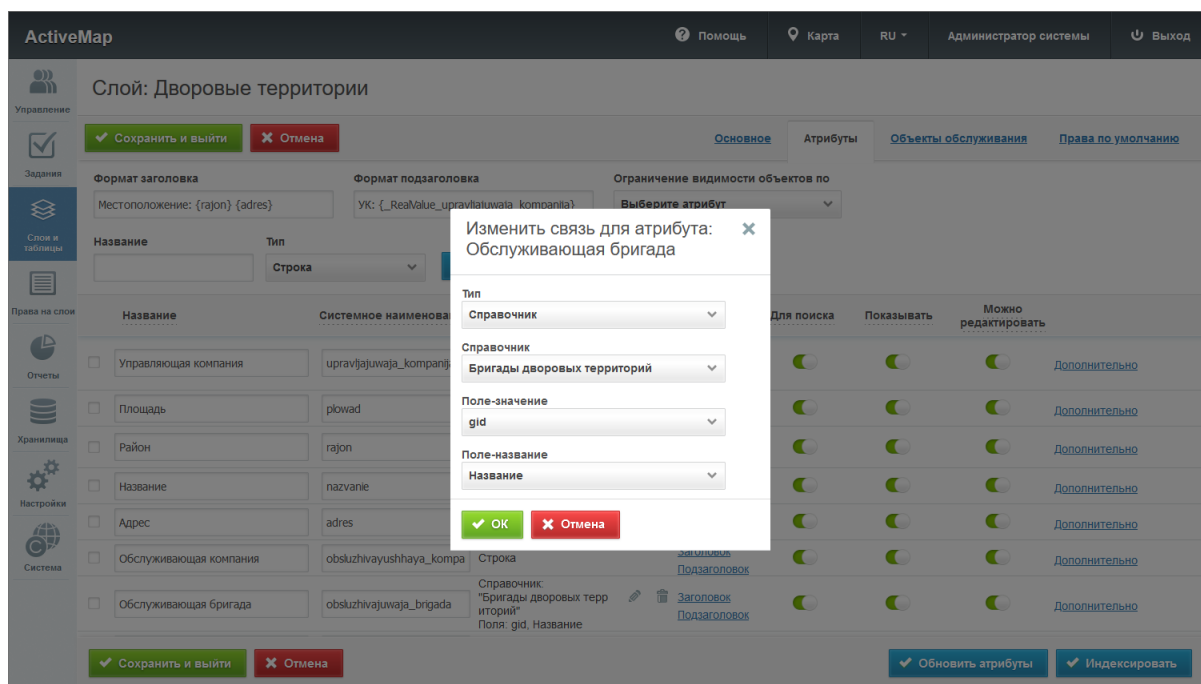 ActiveMap
Помощь
Карта
RU
Администратор системы
Выход
Управление
Задания
Слои и
таблицы
Права на слои
Отчеты
Хранилища
Настройки
Система
Слой: Дворовые территории
Сохранить и выйти
Отмена
Основное
Атрибуты
Объекты обслуживания
Права по умолчанию
Формат заголовка
Формат подзаголовка
Ограничение видимости объектов по
Местоположение: {rajon} {adres}
УК: {_RealValue_upravljajuwaja_kompanija}
Выберите атрибут
Название
Тип
Строка
Название
Системное наименова
Для поиска
Показывать
Можно
редактировать
Управляющая компания
upravljajuwaja_kompanij
Дополнительно
Площадь
plowad
Дополнительно
Район
rajon
Дополнительно
Название
nazvanie
Дополнительно
Адрес
adres
Дополнительно
Обслуживающая компания
obsluzhivayushhaya_kompa
Строка
Заголовок
Подзаголовок
Дополнительно
Обслуживающая бригада
obsluzhivajuwaja_brigada
Справочник:
"Бригады дворовых терр
иторий"
Поля: gid, Название
Заголовок
Подзаголовок
Дополнительно
Изменить связь для атрибута:
Обслуживающая бригада
Тип
Справочник
Справочник
Бригады дворовых территорий
Поле-значение
gid
Поле-название
Название
ОК
Отмена
Сохранить и выйти
Отмена
Обновить атрибуты
Индексировать